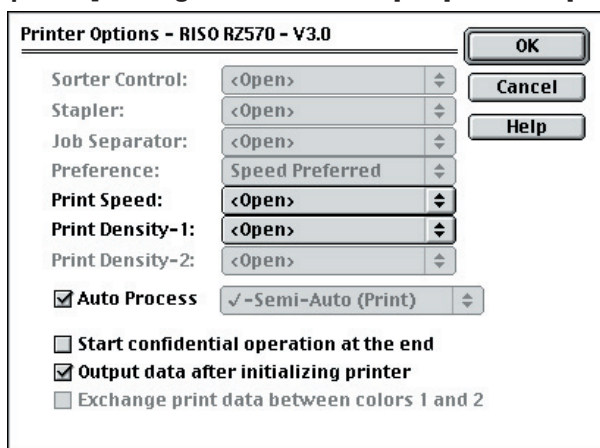 Printer Options - RISO RZ570 - V3.0
OK
Sorter Control: <Open>
Cancel
Stapler: <Open>
Help
Job Separator: <Open>
Preference: Speed Preferred
Print Speed: <Open>
Print Density-1: <Open>
Print Density-2: <Open>
Auto Process ✓-Semi-Auto (Print)
Start confidential operation at the end
Output data after initializing printer
Exchange print data between colors 1 and 2